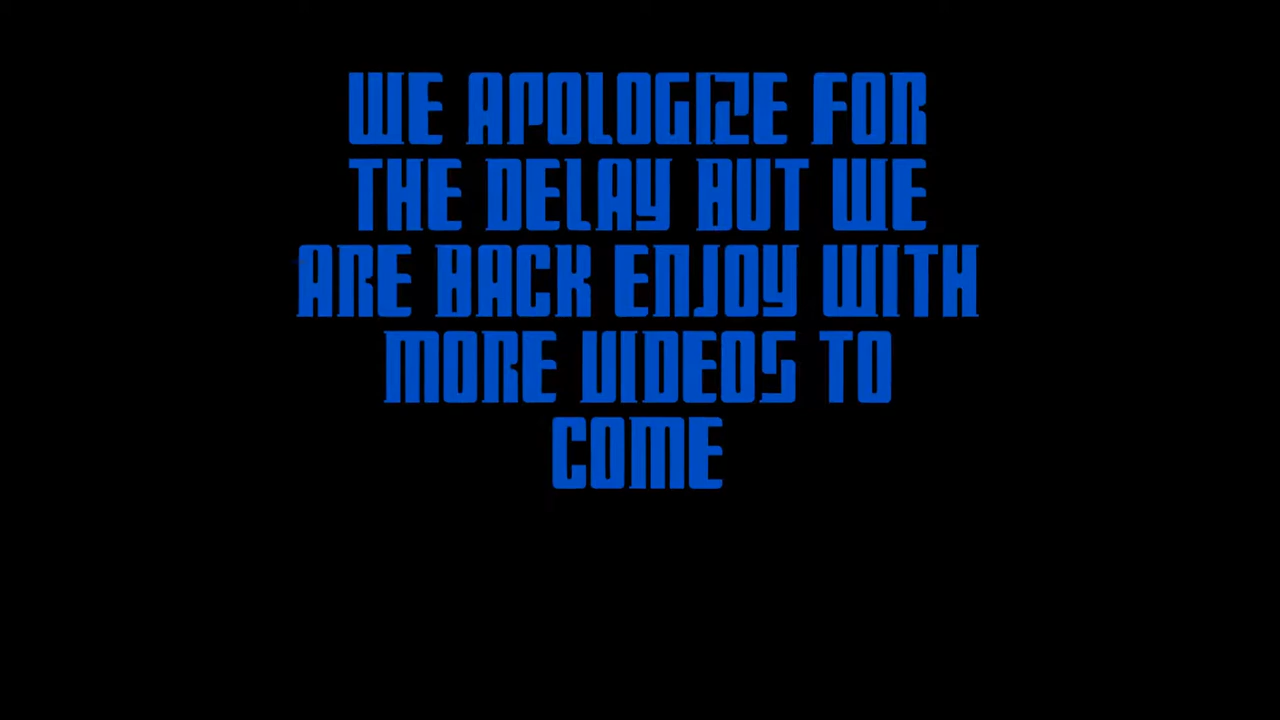 WE APOLOGIZE FOR
THE DELAY BUT WE
ARE BACK ENJOY WITH
MORE VIDEOS TO
COME